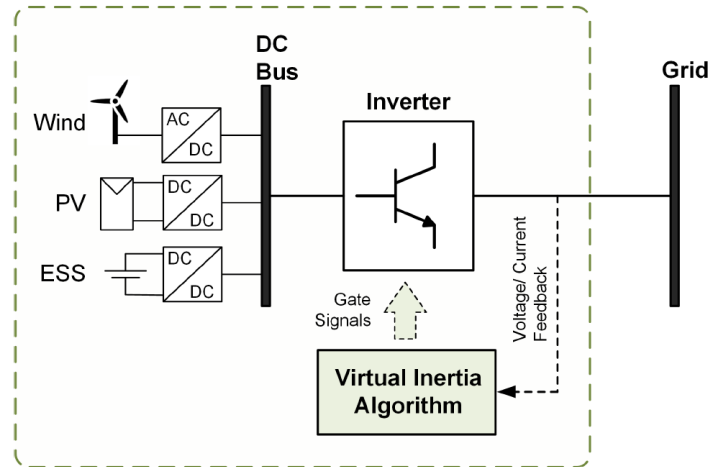 DC
Bus
Grid
Inverter
Wind
AC
DC
PV
DC
DC
ESS
DC
DC
Gate
Signals
Voltage/ Current
Feedback
Virtual Inertia
Algorithm